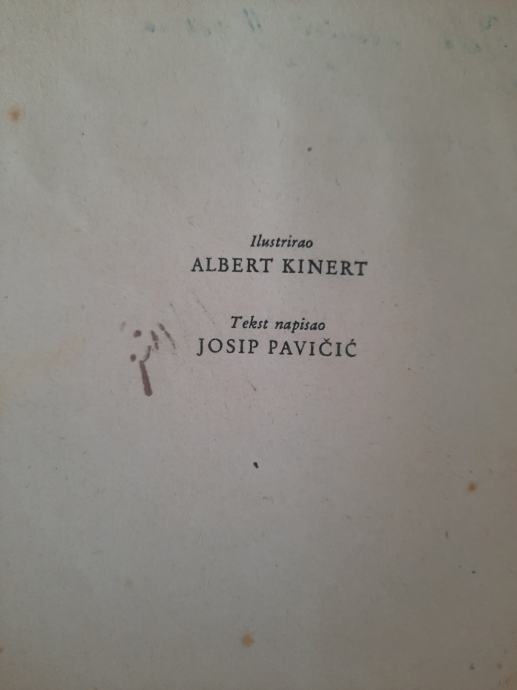 Ilustrirao
ALBERT KINERT
Tekst napisao
JOSIP PAVIČIĆ